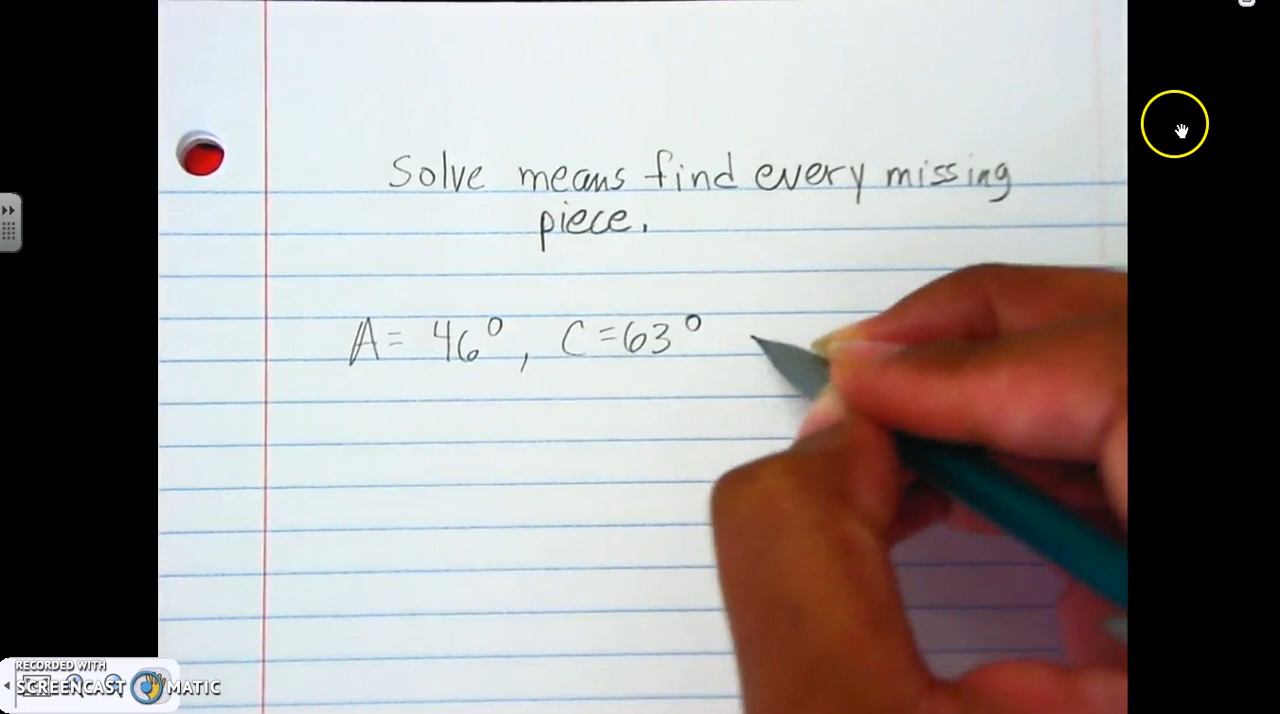 Solve means find every missing
piece.
A = 46°, C = 63°
RECORDED WITH
SCREENCAST MATIC